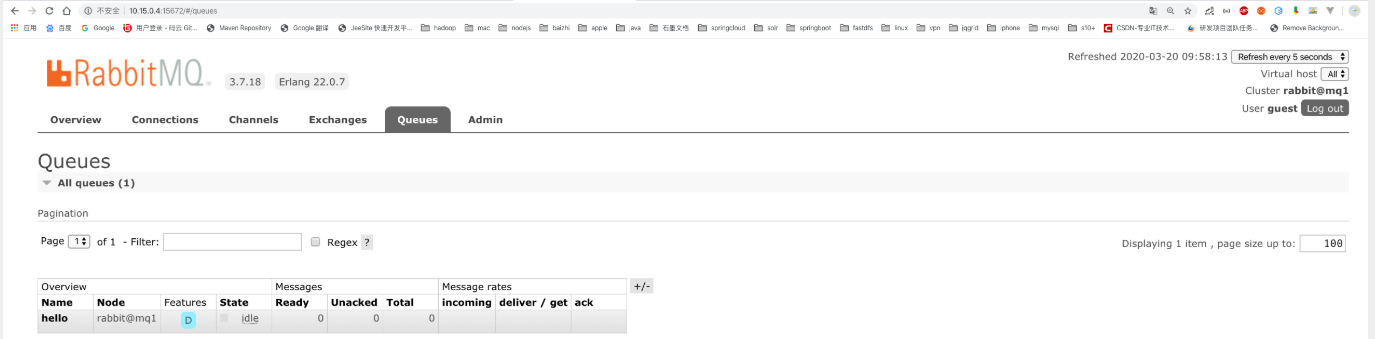 不安全 | 10.15.0.4:15672/#/queues
应用 百度 Google 用户登录 - 码云 Git... Maven Repository Google 翻译 JeeSite 快速开发平... hadoop mac nodejs baizhi apple java 石墨文档 springcloud solr springboot fastdfs linux vpn jqgrid iphone mysql s10+ CSDN-专业IT技术... 研发项目团队任务... Remove Backgroun...
Refreshed 2020-03-20 09:58:13 Refresh every 5 seconds
Virtual host All
Cluster rabbit@mq1
User guest Log out
RabbitMQ 3.7.18 Erlang 22.0.7
Overview Connections Channels Exchanges Queues Admin
Queues
All queues (1)
Pagination
Page 1 of 1 - Filter: Regex ? Displaying 1 item , page size up to: 100
Overview Messages Message rates +/-
Name Node Features State Ready Unacked Total incoming deliver / get ack
hello rabbit@mq1 D idle 0 0 0